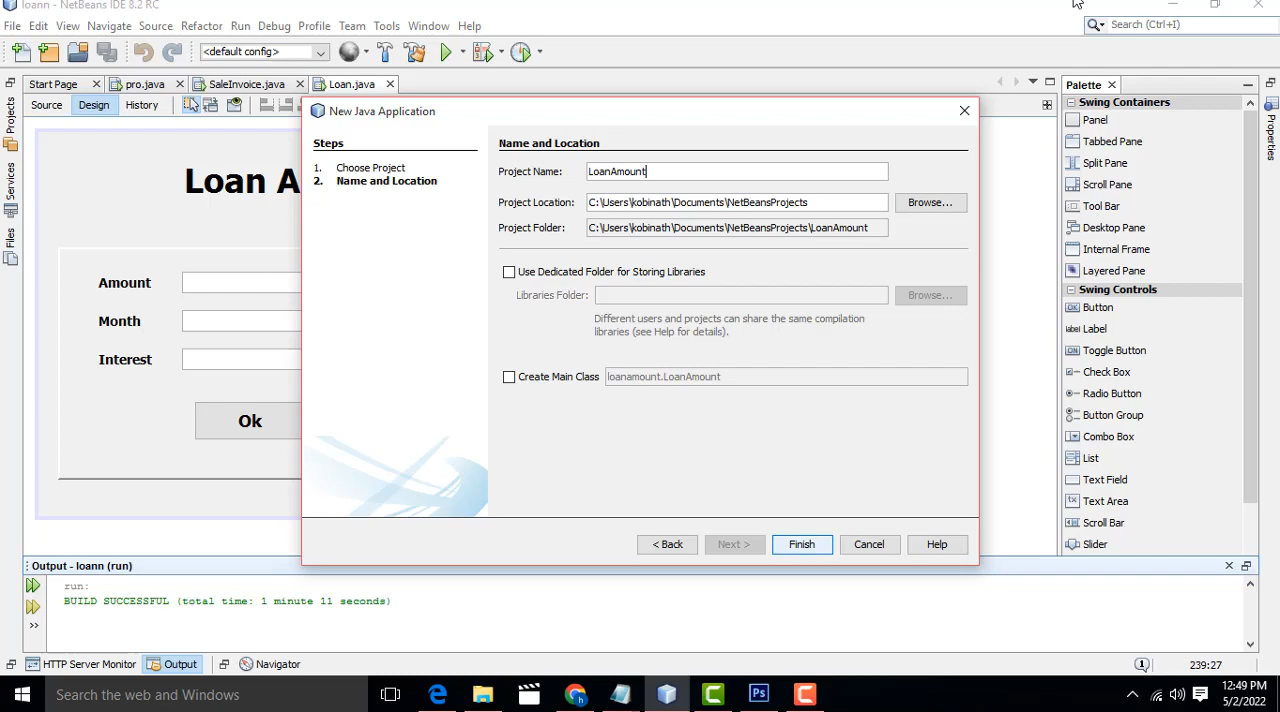 loann - NetBeans IDE 8.2 RC
File Edit View Navigate Source Refactor Run Debug Profile Team Tools Window Help
Search (Ctrl+I)
<default config>
Start Page pro.java SaleInvoice.java Loan.java
Source Design History
Projects
Services
Files
Loan A
Amount
Month
Interest
Ok
New Java Application
Steps
1. Choose Project
2. Name and Location
Name and Location
Project Name: LoanAmount
Project Location: C:\Users\kobinath\Documents\NetBeansProjects Browse...
Project Folder: C:\Users\kobinath\Documents\NetBeansProjects\LoanAmount
Use Dedicated Folder for Storing Libraries
Libraries Folder: Browse...
Different users and projects can share the same compilation
libraries (see Help for details).
Create Main Class loanamount.LoanAmount
< Back Next > Finish Cancel Help
Palette
Swing Containers
Panel
Tabbed Pane
Split Pane
Scroll Pane
Tool Bar
Desktop Pane
Internal Frame
Layered Pane
Swing Controls
OK Button
label Label
ON Toggle Button
Check Box
Radio Button
Button Group
Combo Box
List
Text Field
tx Text Area
Scroll Bar
Slider
Properties
Output - loann (run)
run:
BUILD SUCCESSFUL (total time: 1 minute 11 seconds)
HTTP Server Monitor Output Navigator
1 239:27
Search the web and Windows
Ps
12:49 PM
5/2/2022